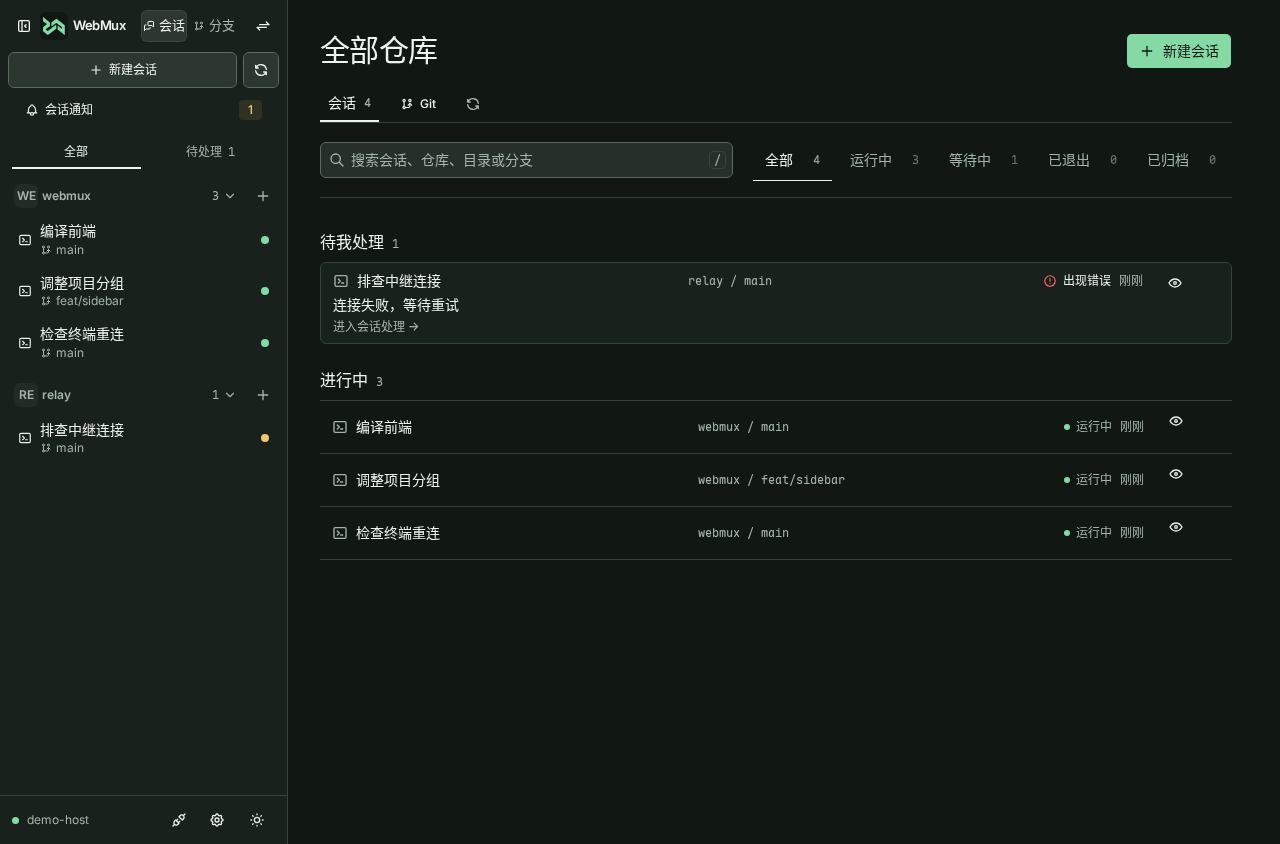 WebMux 会话 分支
新建会话
会话通知 1
全部 待处理 1
WE webmux 3
编译前端
main
调整项目分组
feat/sidebar
检查终端重连
main
RE relay 1
排查中继连接
main
demo-host
全部仓库
新建会话
会话 4 Git
搜索会话、仓库、目录或分支 /
全部 4 运行中 3 等待中 1 已退出 0 已归档 0
待我处理 1
排查中继连接 relay / main 出现错误 刚刚
连接失败，等待重试
进入会话处理 →
进行中 3
编译前端 webmux / main 运行中 刚刚
调整项目分组 webmux / feat/sidebar 运行中 刚刚
检查终端重连 webmux / main 运行中 刚刚